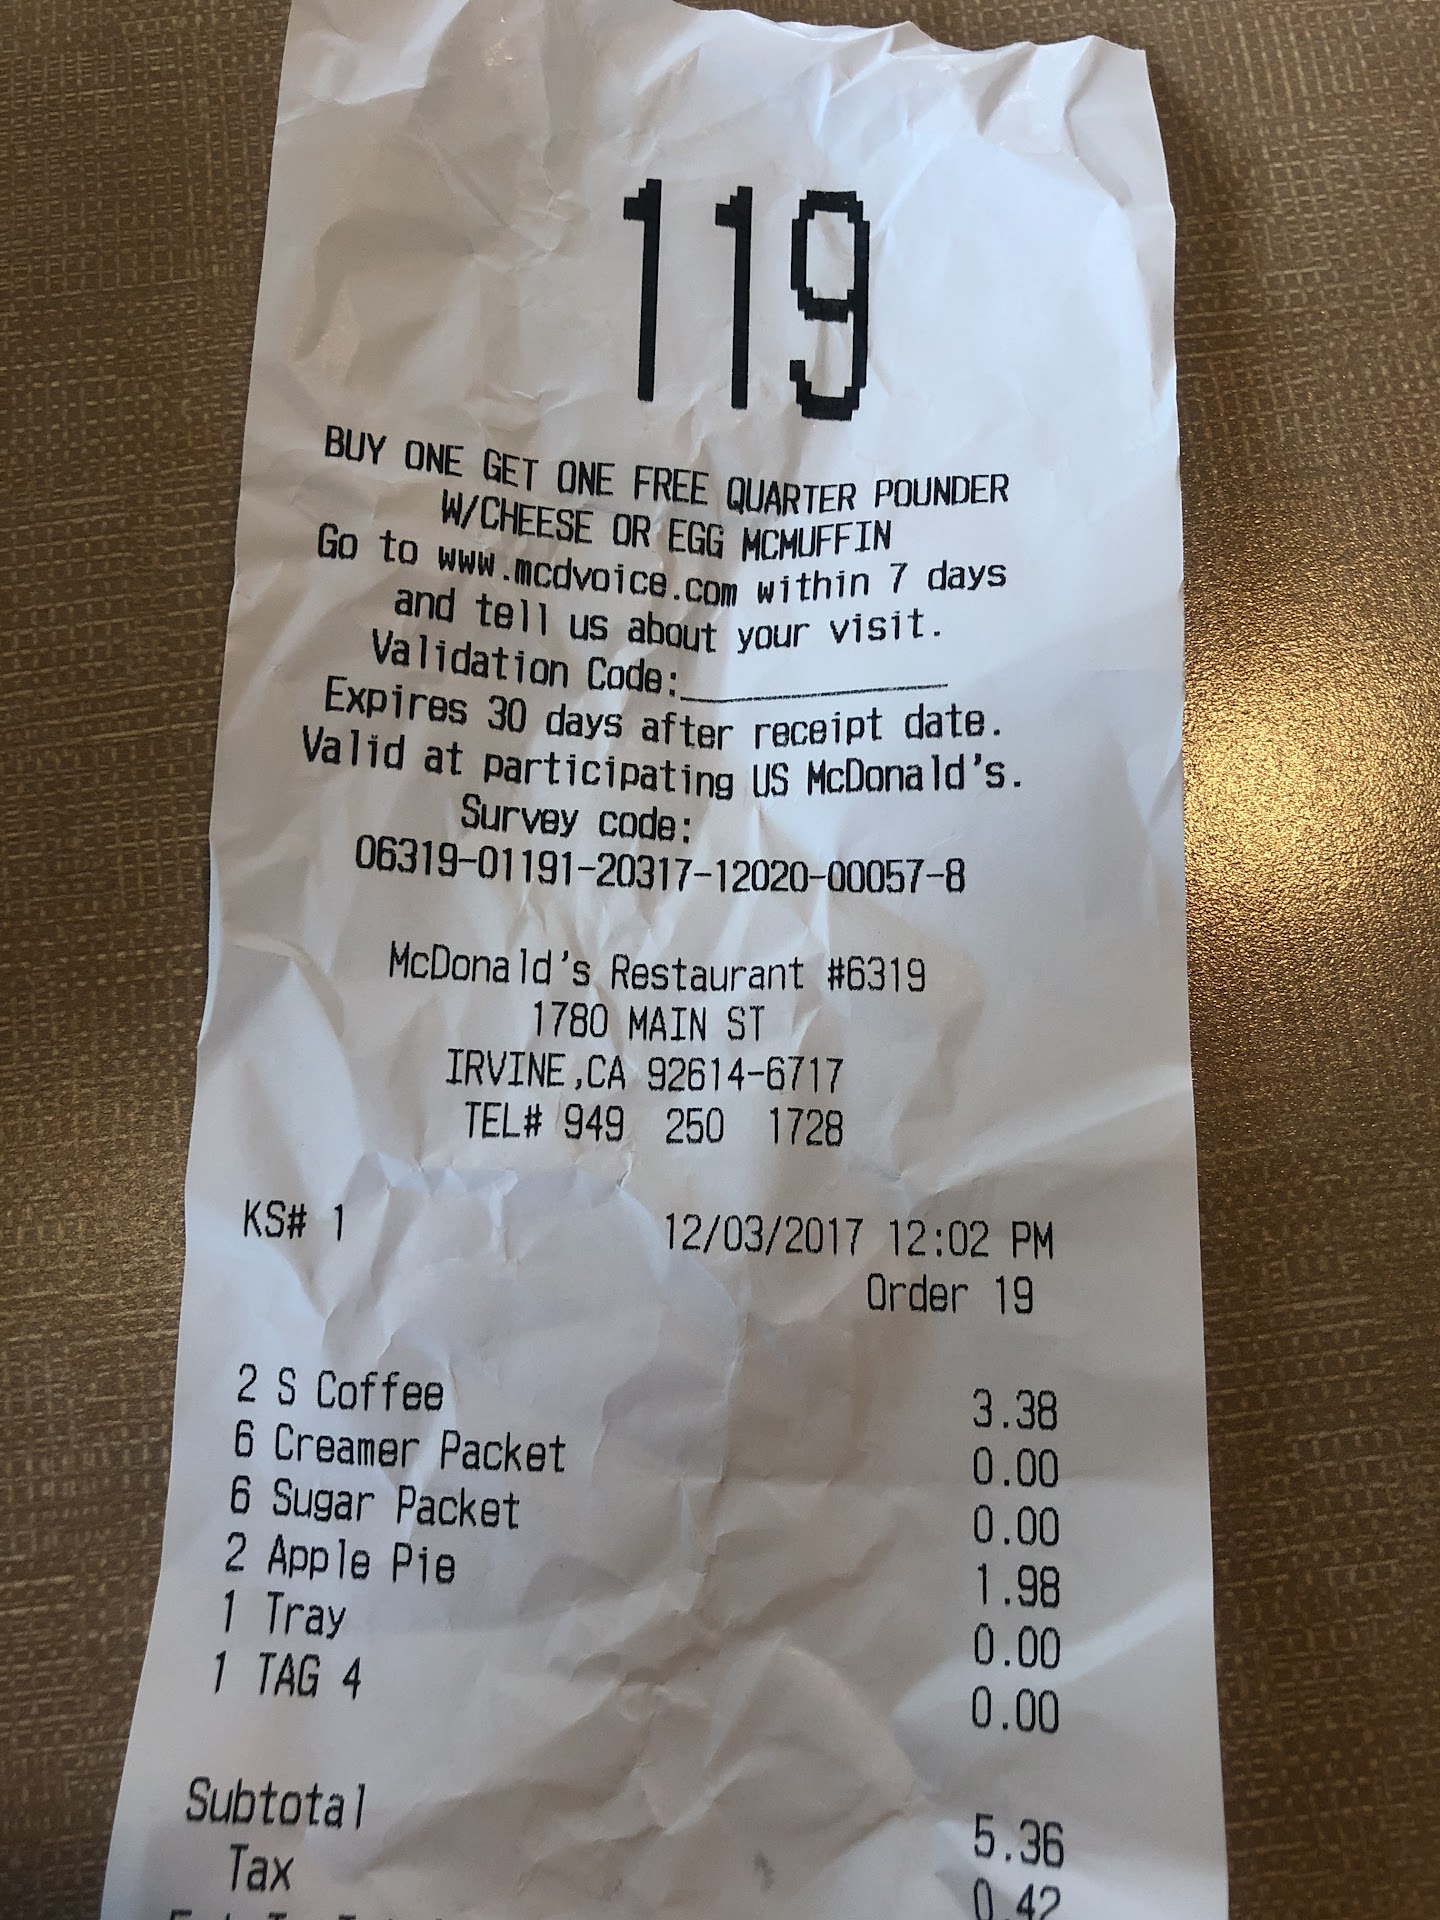 119
BUY ONE GET ONE FREE QUARTER POUNDER
W/CHEESE OR EGG MCMUFFIN
Go to www.mcdvoice.com within 7 days
and tell us about your visit.
Validation Code:______________
Expires 30 days after receipt date.
Valid at participating US McDonald's.
Survey code:
06319-01191-20317-12020-00057-8
McDonald's Restaurant #6319
1780 MAIN ST
IRVINE,CA 92614-6717
TEL# 949 250 1728
KS# 1 12/03/2017 12:02 PM
Order 19
2 S Coffee 3.38
6 Creamer Packet 0.00
6 Sugar Packet 0.00
2 Apple Pie 1.98
1 Tray 0.00
1 TAG 4 0.00
Subtotal 5.36
Tax 0.42